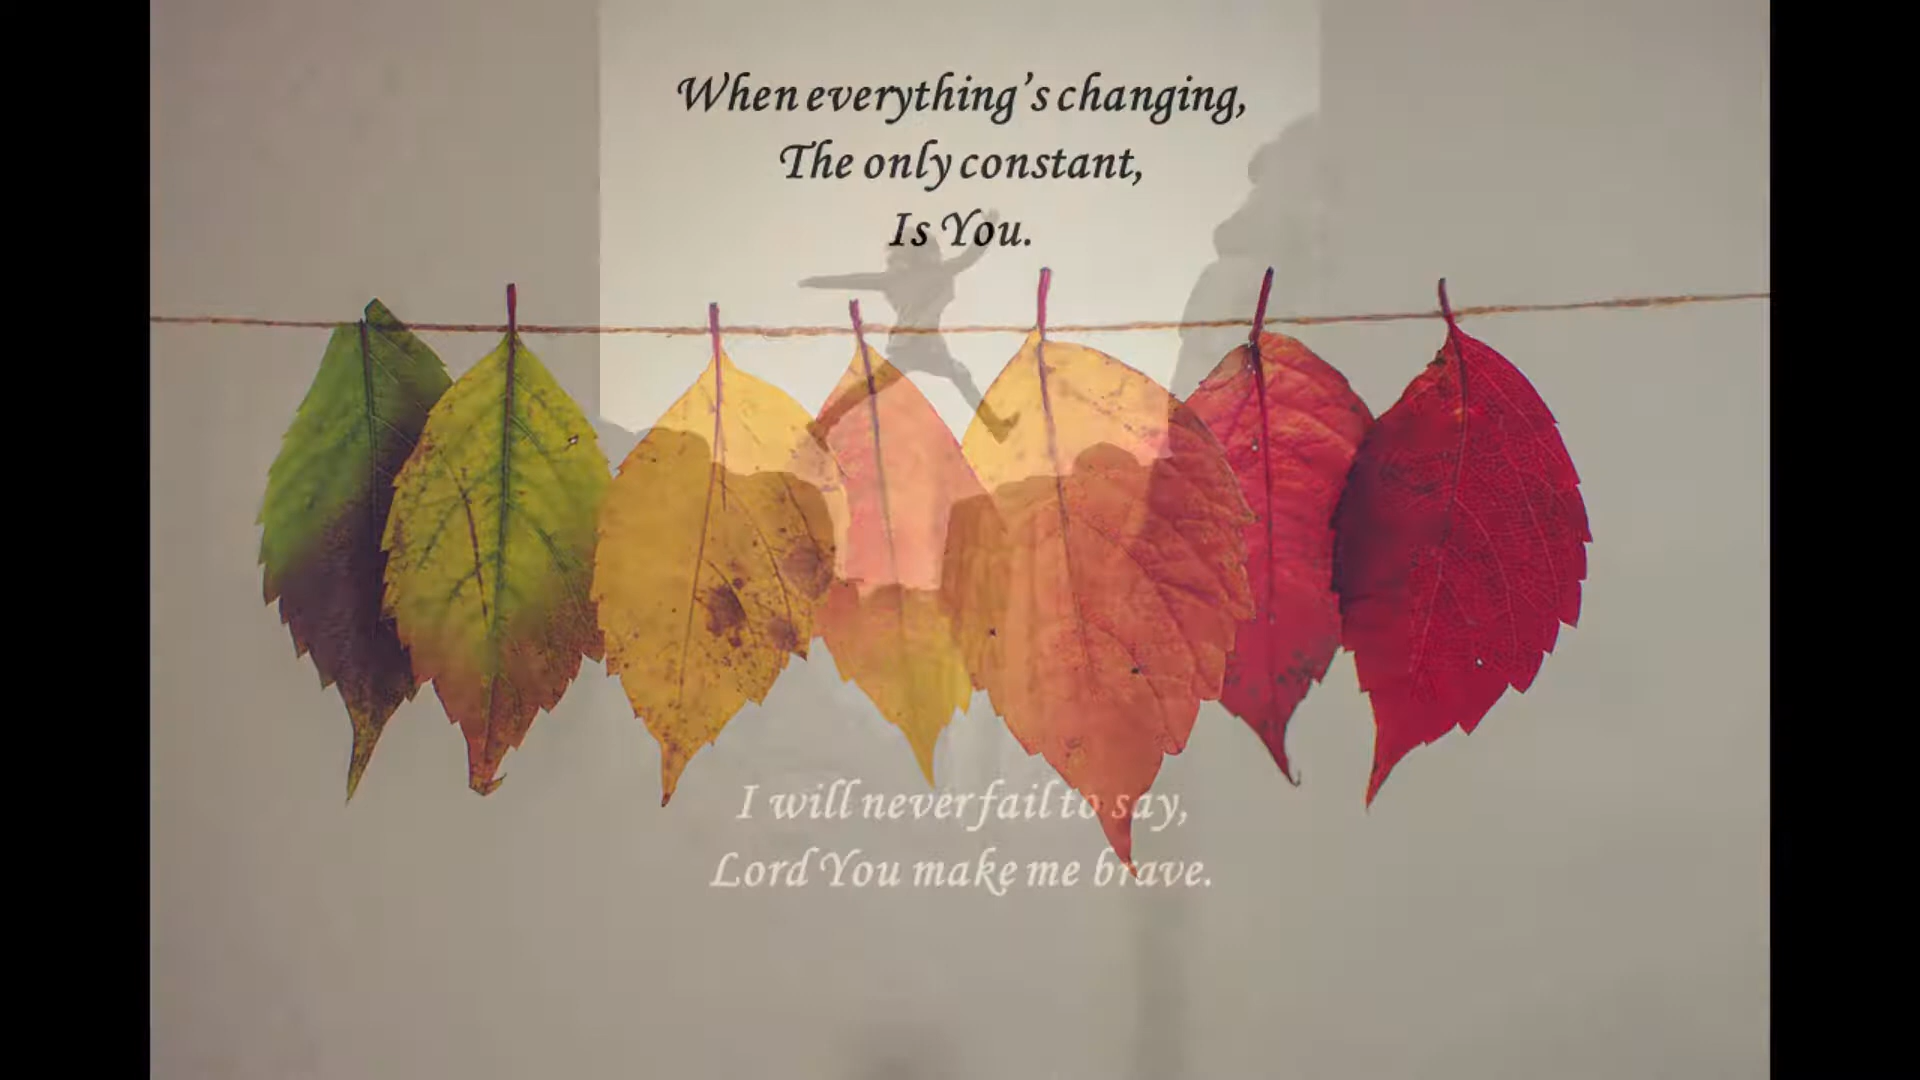 When everything's changing,
The only constant,
Is You.
I will never fail to say,
Lord You make me brave.